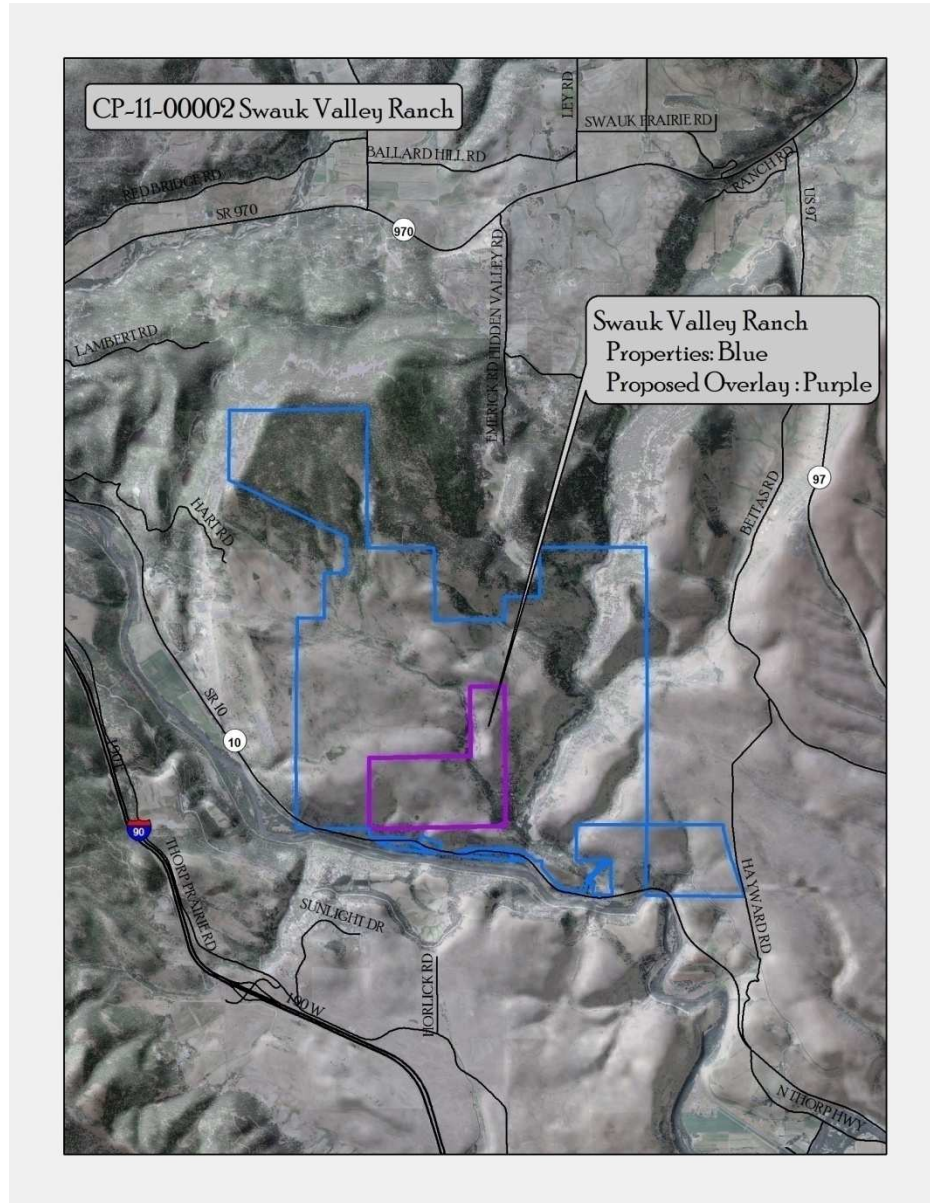 CP-11-00002 Swauk Valley Ranch
LEY RD
SWAUK PRAIRIE RD
BALLARD HILL RD
RED BRIDGE RD
RANCH RD
SR 970
970
US 97
EMERICK RD HIDDEN VALLEY RD
Swauk Valley Ranch
Properties: Blue
Proposed Overlay : Purple
LAMBERT RD
97
BETTAS RD
HART RD
SR 10
10
I 90 E
90
THORP PRAIRIE RD
HAYWARD RD
SUNLIGHT DR
HORLICK RD
I 90 W
N THORP HWY